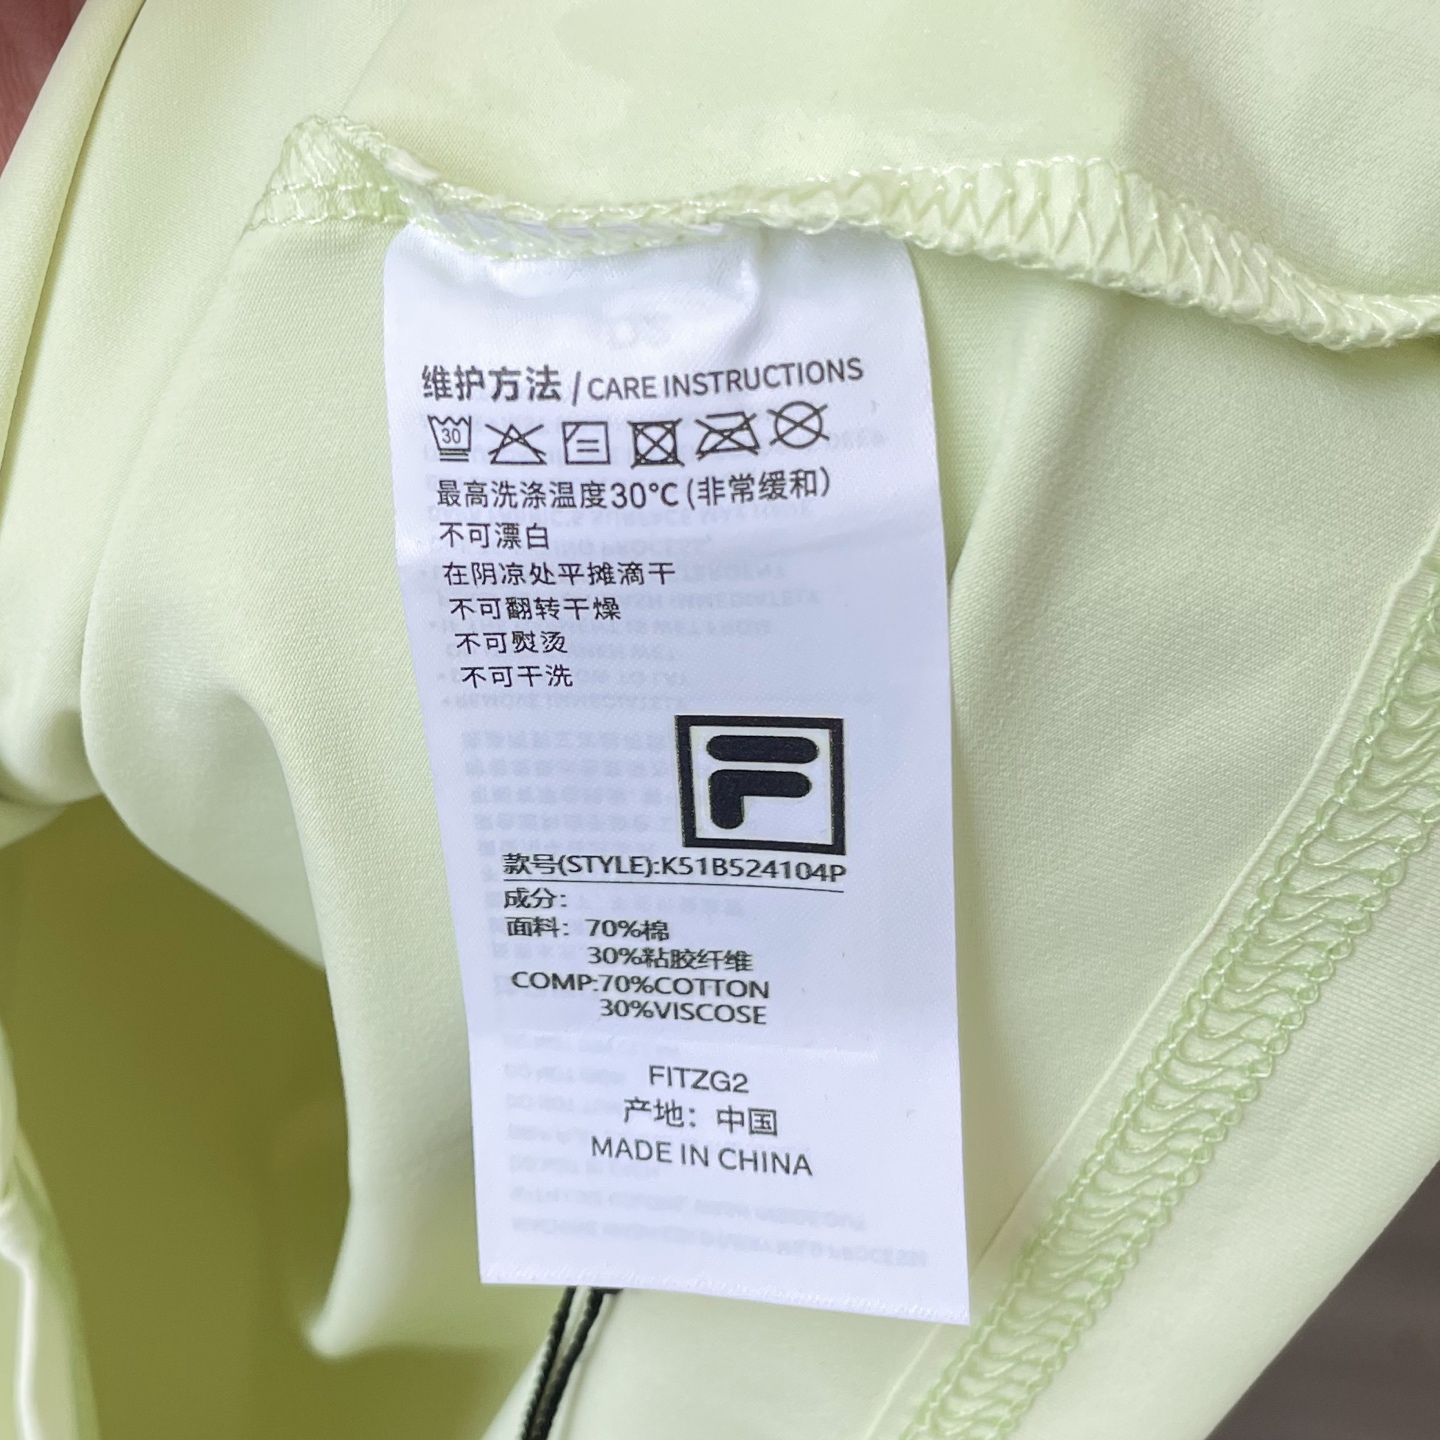 维护方法 / CARE INSTRUCTIONS
30
最高洗涤温度30℃(非常缓和)
不可漂白
在阴凉处平摊滴干
不可翻转干燥
不可熨烫
不可干洗
F
款号(STYLE):K51B524104P
成分:
面料: 70%棉
30%粘胶纤维
COMP:70%COTTON
30%VISCOSE
FITZG2
产地: 中国
MADE IN CHINA